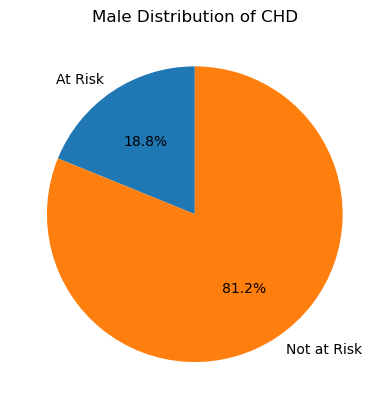 Male Distribution of CHD
At Risk
18.8%
81.2%
Not at Risk